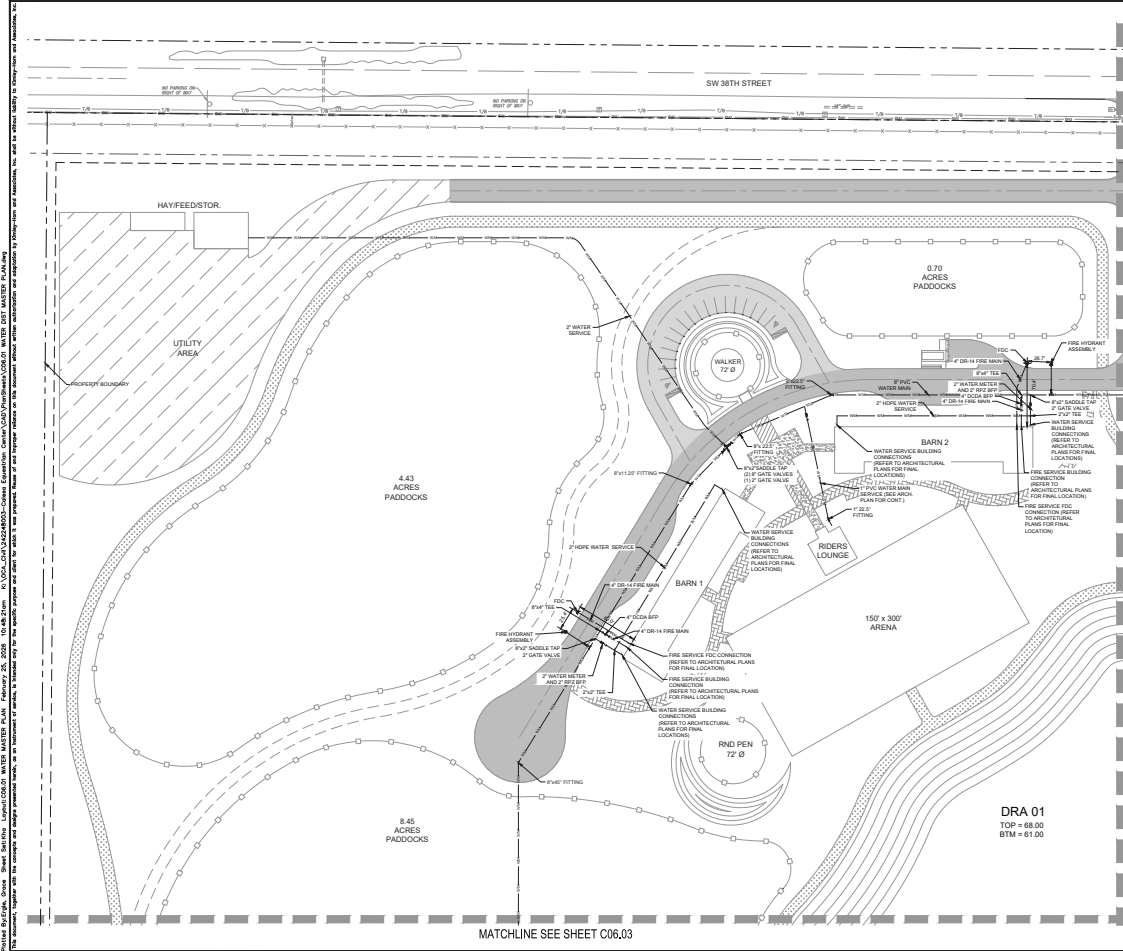 SW 38TH STREET
NO PARKING ON
RIGHT OF WAY
NO PARKING ON
RIGHT OF WAY
HAY/FEED/STOR.
UTILITY
AREA
PROPERTY BOUNDARY
2" WATER
SERVICE
WALKER
72' Ø
0.70
ACRES
PADDOCKS
4.43
ACRES
PADDOCKS
FDC
26.7'
FIRE HYDRANT
ASSEMBLY
4" DR-14 FIRE MAIN
8"x4" TEE
70.4'
8" PVC
WATER MAIN
2" WATER METER
AND 2" RPZ BFP
4" DCDA BFP
4" DR-14 FIRE MAIN
2" HDPE WATER
SERVICE
8"x2" SADDLE TAP
2" GATE VALVE
2"x2" TEE
WATER SERVICE
BUILDING
CONNECTIONS
(REFER TO
ARCHITECTURAL
PLANS FOR FINAL
LOCATIONS)
FITTING
8"x 22.5°
FITTING
8"x2"SADDLE TAP
(2) 8" GATE VALVES
(1) 2" GATE VALVE
8"x11.25° FITTING
BARN 2
WATER SERVICE BUILDING
CONNECTIONS
(REFER TO ARCHITECTURAL
PLANS FOR FINAL
LOCATIONS)
1" PVC WATER MAIN
SERVICE (SEE ARCH.
PLAN FOR CONT.)
1" 22.5°
FITTING
FIRE SERVICE BUILDING
CONNECTION
(REFER TO
ARCHITECTURAL PLANS
FOR FINAL LOCATION)
FIRE SERVICE FDC
CONNECTION (REFER
TO ARCHITECTURAL
PLANS FOR FINAL
LOCATION)
WATER SERVICE
BUILDING
CONNECTIONS
(REFER TO
ARCHITECTURAL
PLANS FOR FINAL
LOCATIONS)
RIDERS
LOUNGE
2" HDPE WATER SERVICE
BARN 1
4" DR-14 FIRE MAIN
FDC
8"x4" TEE
4" DCDA BFP
4" DR-14 FIRE MAIN
FIRE HYDRANT
ASSEMBLY
8"x2" SADDLE TAP
2" GATE VALVE
2" WATER METER
AND 2" RPZ BFP
2"x2" TEE
FIRE SERVICE FDC CONNECTION
(REFER TO ARCHITETURAL PLANS
FOR FINAL LOCATION)
FIRE SERVICE BUILDING
CONNECTION
(REFER TO ARCHITECTURAL PLANS
FOR FINAL LOCATION)
WATER SERVICE BUILDING
CONNECTIONS
(REFER TO ARCHITECTURAL
PLANS FOR FINAL
LOCATIONS)
150' x 300'
ARENA
RND PEN
72' Ø
8"x45° FITTING
8.45
ACRES
PADDOCKS
DRA 01
TOP = 68.00
BTM = 61.00
MATCHLINE SEE SHEET C06.03